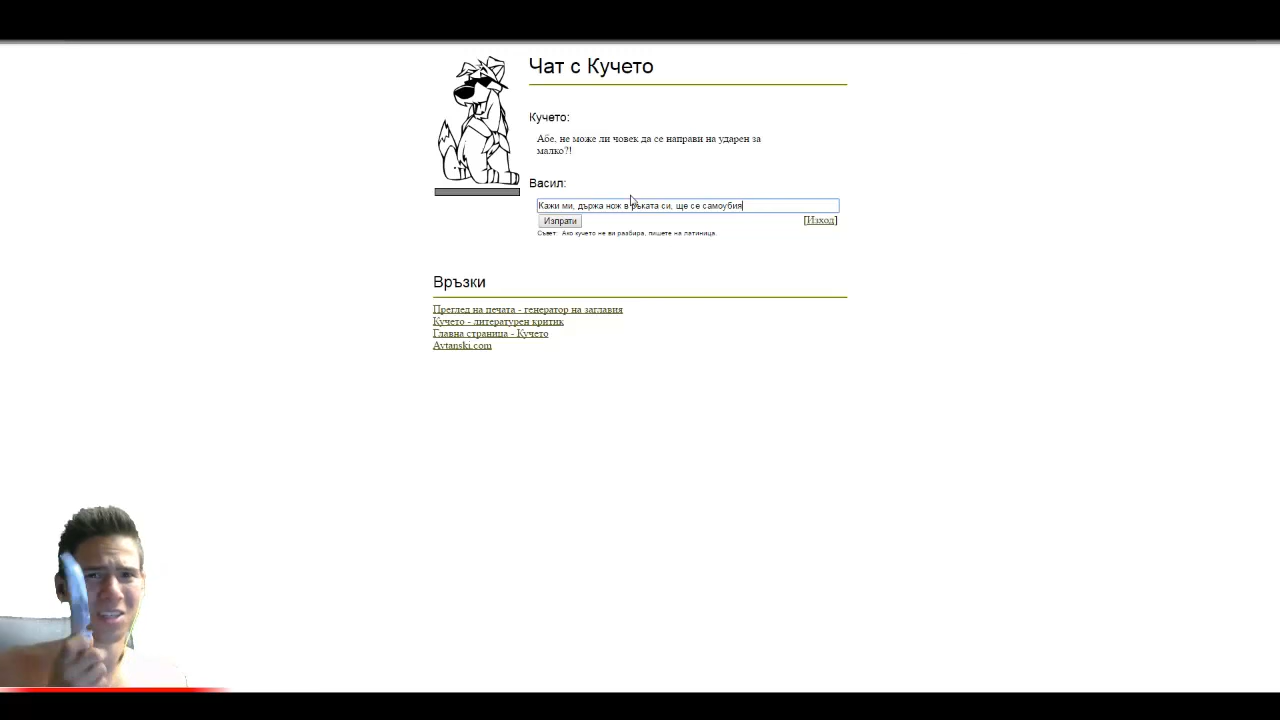 Чат с Кучето
Кучето:
Абе, не може ли човек да се направи на ударен за
малко?!
Васил:
Кажи ми, държа нож в ръката си, ще се самоубия
Изпрати
[Изход]
Съвет: Ако кучето не ви разбира, пишете на латиница.
Връзки
Преглед на печата - генератор на заглавия
Кучето - литературен критик
Главна страница - Кучето
Avtanski.com